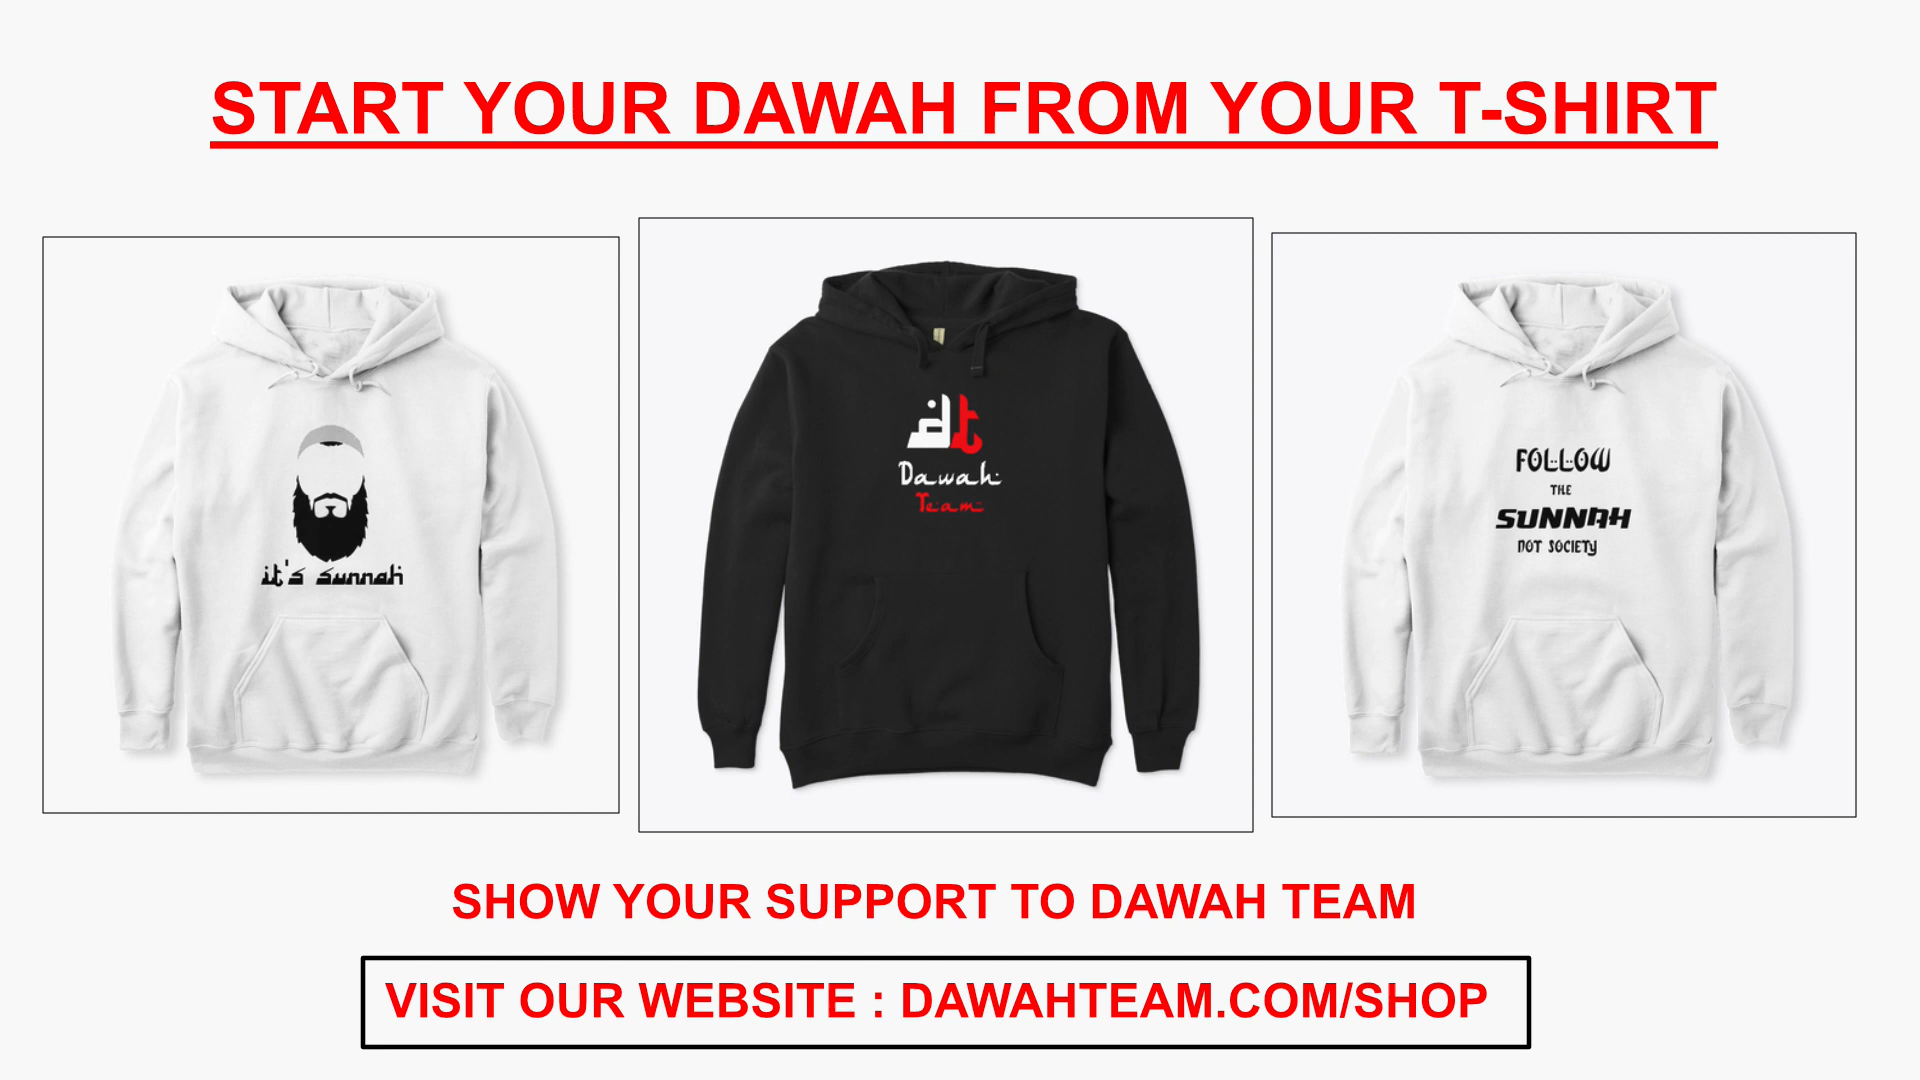 START YOUR DAWAH FROM YOUR T-SHIRT
it's sunnah
dt
Dawah
Team
FOLLOW
THE
SUNNAH
NOT SOCIETY
SHOW YOUR SUPPORT TO DAWAH TEAM
VISIT OUR WEBSITE : DAWAHTEAM.COM/SHOP